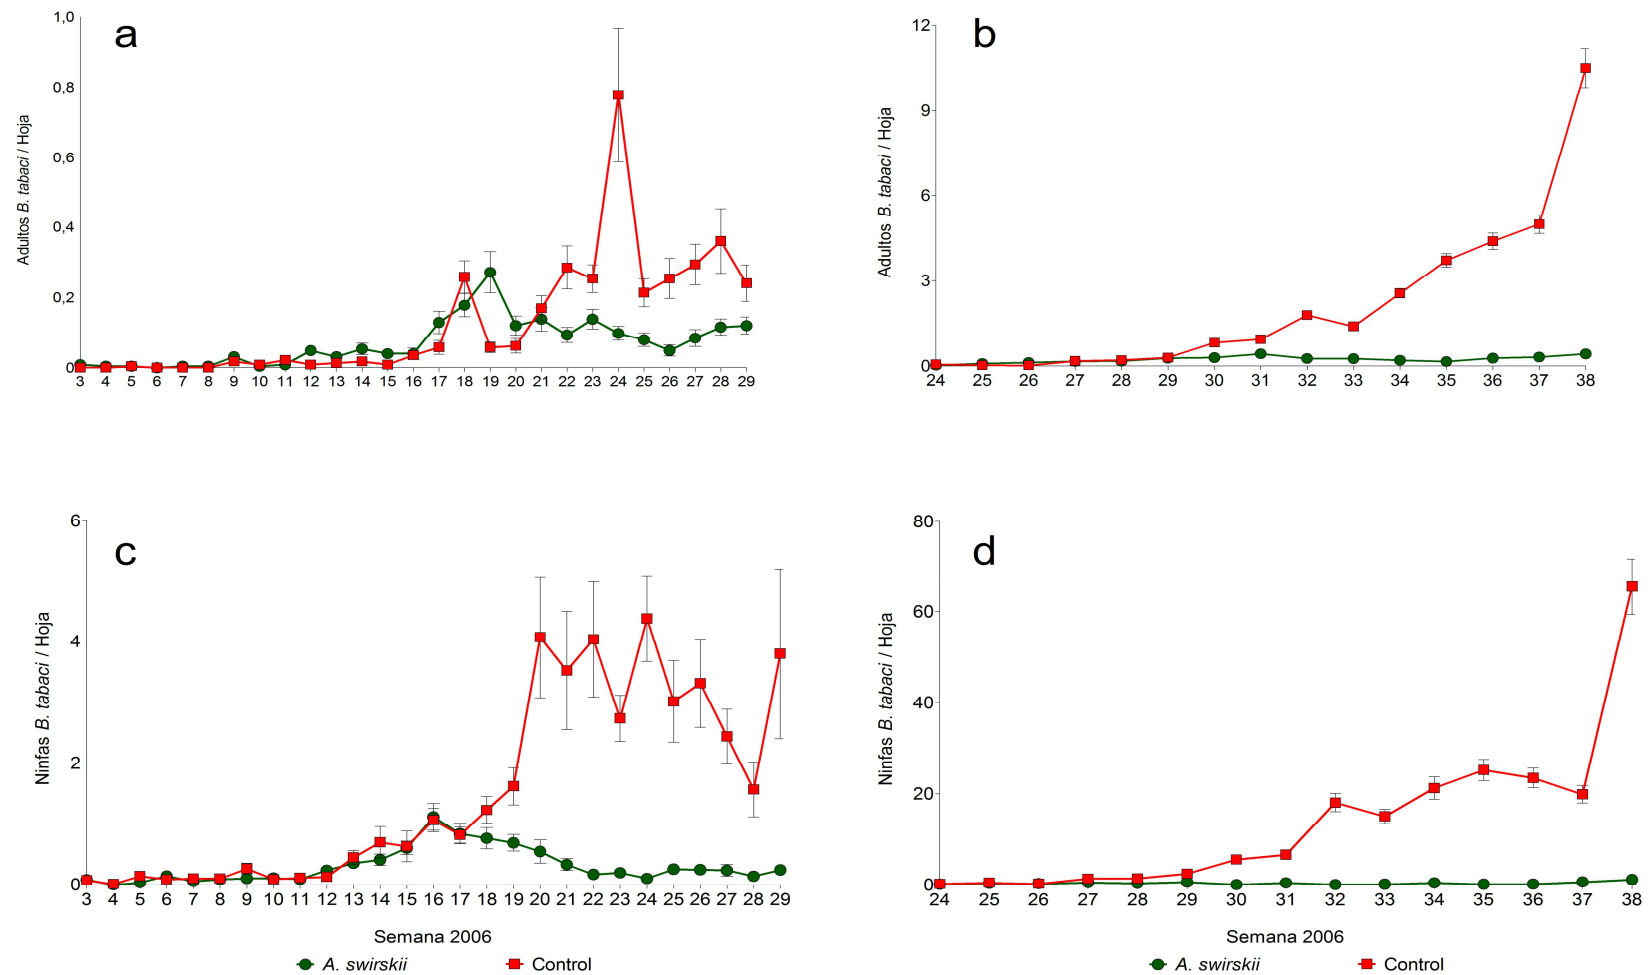 a
1,0
0,8
0,6
0,4
0,2
0
Adultos B. tabaci / Hoja
3 4 5 6 7 8 9 10 11 12 13 14 15 16 17 18 19 20 21 22 23 24 25 26 27 28 29
b
12
9
6
3
0
Adultos B. tabaci / Hoja
24 25 26 27 28 29 30 31 32 33 34 35 36 37 38
c
6
4
2
0
Ninfas B. tabaci / Hoja
3 4 5 6 7 8 9 10 11 12 13 14 15 16 17 18 19 20 21 22 23 24 25 26 27 28 29
Semana 2006
A. swirskii Control
d
80
60
40
20
0
Ninfas B. tabaci / Hoja
24 25 26 27 28 29 30 31 32 33 34 35 36 37 38
Semana 2006
A. swirskii Control